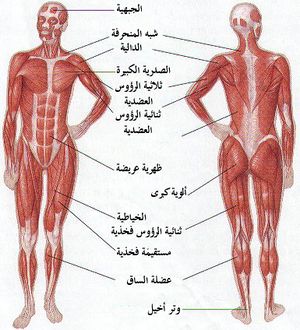 الجبهية
شبه المنحرفة
الدالية
الصدرية الكبيرة
ثلاثية الرؤوس
العضدية
ثنائية الرؤوس
العضدية
ظهرية عريضة
ألوية كبرى
الخياطية
ثنائية الرؤوس فخذية
مستقيمة فخذية
عضلة الساق
وتر أخيل